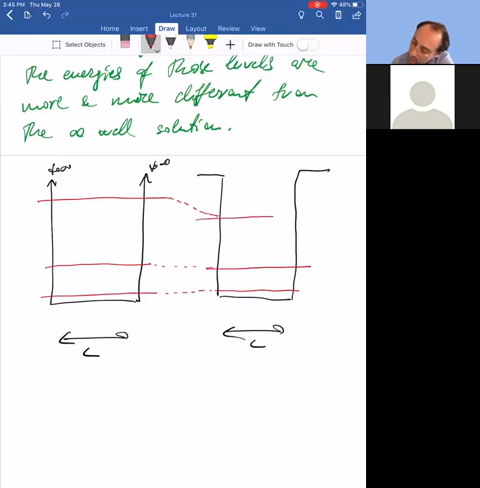 3:45 PM Thu May 28
48%
Lecture 31
Home Insert Draw Layout Review View
Select Objects
Draw with Touch
The energies of those levels are
more & more different from
the ∞ well solution.
L
L